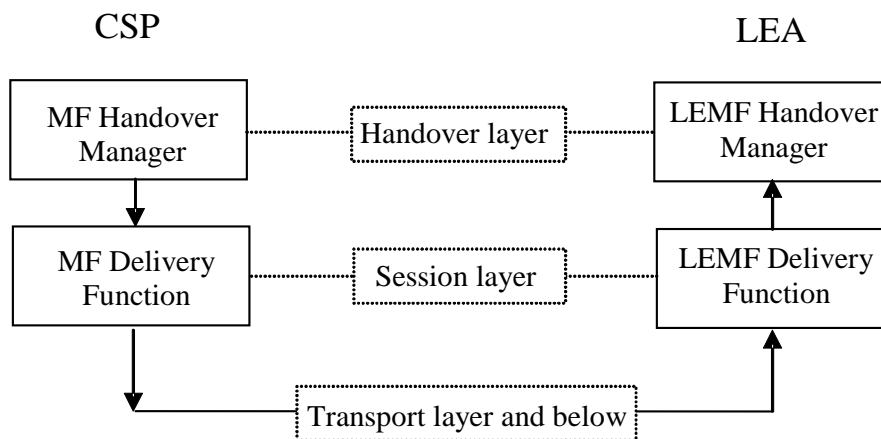 CSP
LEA
MF Handover
Manager
Handover layer
LEMF Handover
Manager
MF Delivery
Function
Session layer
LEMF Delivery
Function
Transport layer and below